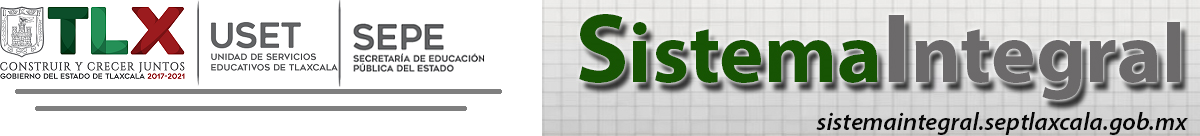 TLX
CONSTRUIR Y CRECER JUNTOS
GOBIERNO DEL ESTADO DE TLAXCALA 2017-2021
USET
UNIDAD DE SERVICIOS
EDUCATIVOS DE TLAXCALA
SEPE
SECRETARÍA DE EDUCACIÓN
PÚBLICA DEL ESTADO
SistemaIntegral
sistemaintegral.septlaxcala.gob.mx